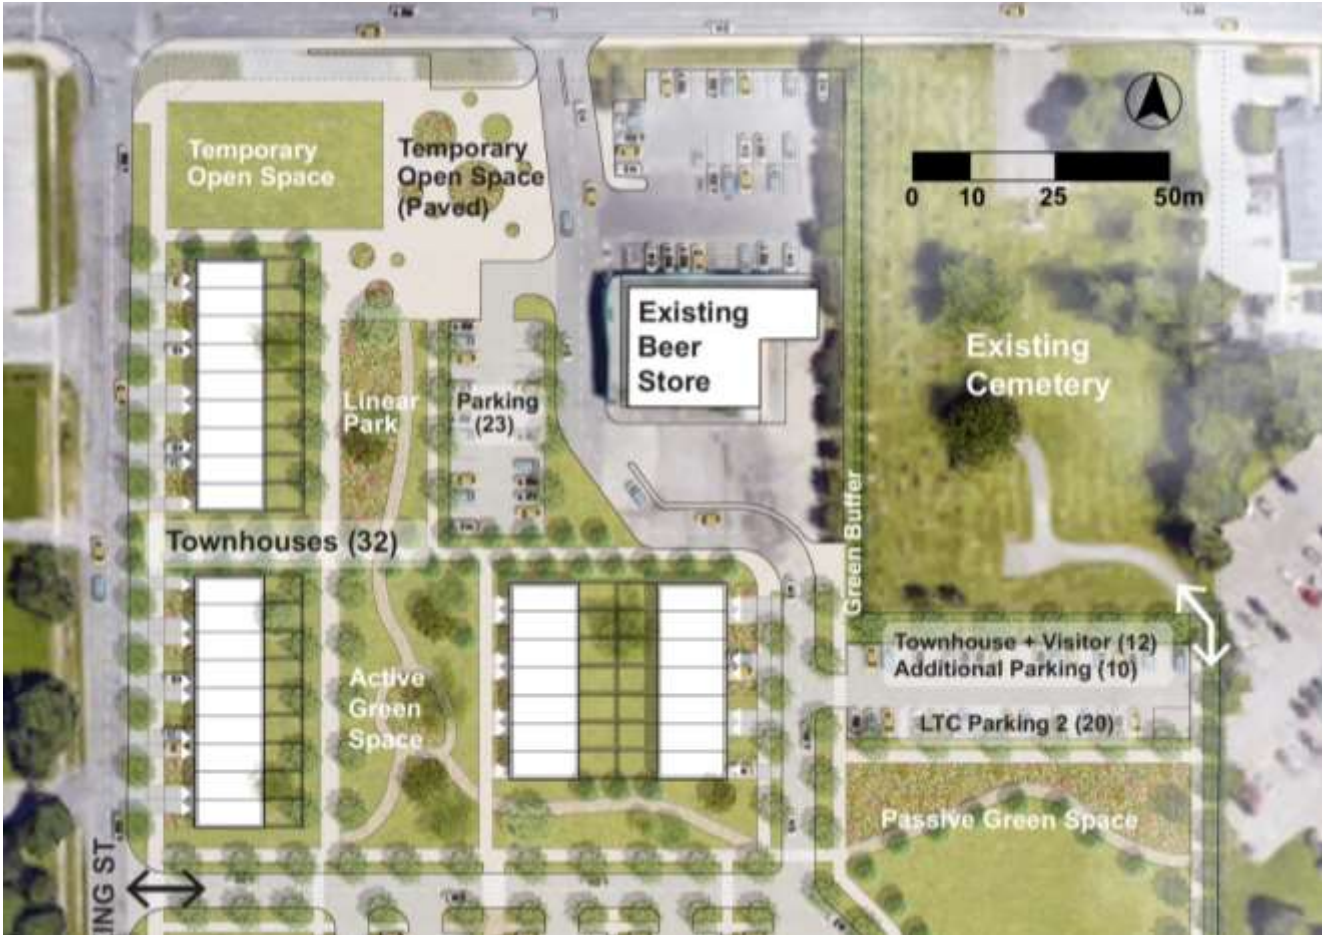 Temporary
Open Space
Temporary
Open Space
(Paved)
0 10 25 50m
Existing
Beer
Store
Existing
Cemetery
Linear
Park
Parking
(23)
Townhouses (32)
Green Buffer
Townhouse + Visitor (12)
Additional Parking (10)
Active
Green
Space
LTC Parking 2 (20)
Passive Green Space
ING ST.